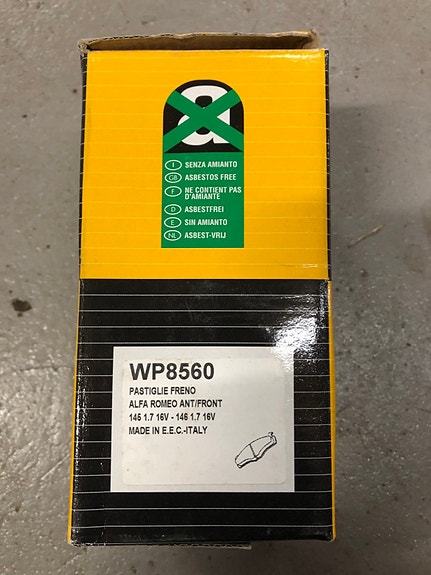 a
I SENZA AMIANTO
GB ASBESTOS FREE
F NE CONTIENT PAS
D'AMIANTE
D ASBESTFREI
E SIN AMIANTO
NL ASBEST-VRIJ
WP8560
PASTIGLIE FRENO
ALFA ROMEO ANT/FRONT
145 1.7 16V - 146 1.7 16V
MADE IN E.E.C.-ITALY